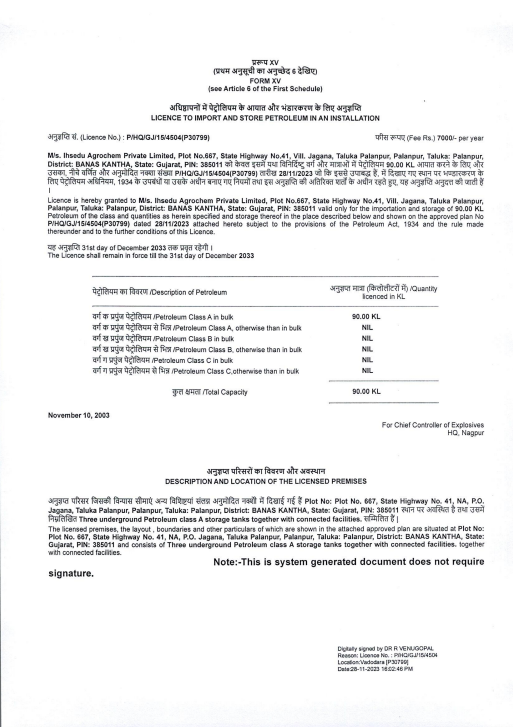 प्ररूप XV
(प्रथम अनुसूची का अनुच्छेद 6 देखिए)
FORM XV
(see Article 6 of the First Schedule)
अधिष्ठापनों में पेट्रोलियम के आयात और भंडारकरण के लिए अनुज्ञप्ति
LICENCE TO IMPORT AND STORE PETROLEUM IN AN INSTALLATION
अनुज्ञप्ति सं. (Licence No.) : P/HQ/GJ/15/4504(P30799) फीस रूपए (Fee Rs.) 7000/- per year
M/s. Ihsedu Agrochem Private Limited, Plot No.667, State Highway No.41, Vill. Jagana, Taluka Palanpur, Palanpur, Taluka: Palanpur,
District: BANAS KANTHA, State: Gujarat, PIN: 385011 को केवल इसमें यथा विनिर्दिष्ट वर्ग और मात्राओं में पेट्रोलियम 90.00 KL आयात करने के लिए और
उसका, नीचे वर्णित और अनुमोदित नक्शा संख्या P/HQ/GJ/15/4504(P30799) तारीख 28/11/2023 जो कि इससे उपाबद्ध हैं, में दिखाए गए स्थान पर भण्डारकरण के
लिए पेट्रोलियम अधिनियम, 1934 के उपबंधों या उसके अधीन बनाए गए नियमों तथा इस अनुज्ञप्ति की अतिरिक्त शर्तों के अधीन रहते हुए, यह अनुज्ञप्ति अनुदत्त की जाती हैं
।
Licence is hereby granted to M/s. Ihsedu Agrochem Private Limited, Plot No.667, State Highway No.41, Vill. Jagana, Taluka Palanpur,
Palanpur, Taluka: Palanpur, District: BANAS KANTHA, State: Gujarat, PIN: 385011 valid only for the importation and storage of 90.00 KL
Petroleum of the class and quantities as herein specified and storage thereof in the place described below and shown on the approved plan No
P/HQ/GJ/15/4504(P30799) dated 28/11/2023 attached hereto subject to the provisions of the Petroleum Act, 1934 and the rule made
thereunder and to the further conditions of this Licence.
यह अनुज्ञप्ति 31st day of December 2033 तक प्रवृत रहेगी ।
The Licence shall remain in force till the 31st day of December 2033
पेट्रोलियम का विवरण /Description of Petroleum अनुज्ञप्त मात्रा (किलोलीटरों में) /Quantity
licenced in KL
वर्ग क प्रपुंज पेट्रोलियम /Petroleum Class A in bulk 90.00 KL
वर्ग क प्रपुंज पेट्रोलियम से भिन्न /Petroleum Class A, otherwise than in bulk NIL
वर्ग ख प्रपुंज पेट्रोलियम /Petroleum Class B in bulk NIL
वर्ग ख प्रपुंज पेट्रोलियम से भिन्न /Petroleum Class B, otherwise than in bulk NIL
वर्ग ग प्रपुंज पेट्रोलियम /Petroleum Class C in bulk NIL
वर्ग ग प्रपुंज पेट्रोलियम से भिन्न /Petroleum Class C,otherwise than in bulk NIL
कुल क्षमता /Total Capacity 90.00 KL
November 10, 2003
For Chief Controller of Explosives
HQ, Nagpur
अनुज्ञप्त परिसरों का विवरण और अवस्थान
DESCRIPTION AND LOCATION OF THE LICENSED PREMISES
अनुज्ञप्त परिसर जिसकी विन्यास सीमाएं अन्य विशिष्टयां संलग्न अनुमोदित नक्शों में दिखाई गई हैं Plot No: Plot No. 667, State Highway No. 41, NA, P.O.
Jagana, Taluka Palanpur, Palanpur, Taluka: Palanpur, District: BANAS KANTHA, State: Gujarat, PIN: 385011 स्थान पर अवस्थित है तथा उसमें
निम्नलिखित Three underground Petroleum class A storage tanks together with connected facilities. सम्मिलित हैं |
The licensed premises, the layout , boundaries and other particulars of which are shown in the attached approved plan are situated at Plot No:
Plot No. 667, State Highway No. 41, NA, P.O. Jagana, Taluka Palanpur, Palanpur, Taluka: Palanpur, District: BANAS KANTHA, State:
Gujarat, PIN: 385011 and consists of Three underground Petroleum class A storage tanks together with connected facilities. together
with connected facilities.
Note:-This is system generated document does not require
signature.
Digitally signed by DR R VENUGOPAL
Reason: Licence No. : P/HQ/GJ/15/4504
Location:Vadodara [P30799]
Date:28-11-2023 16:02:46 PM